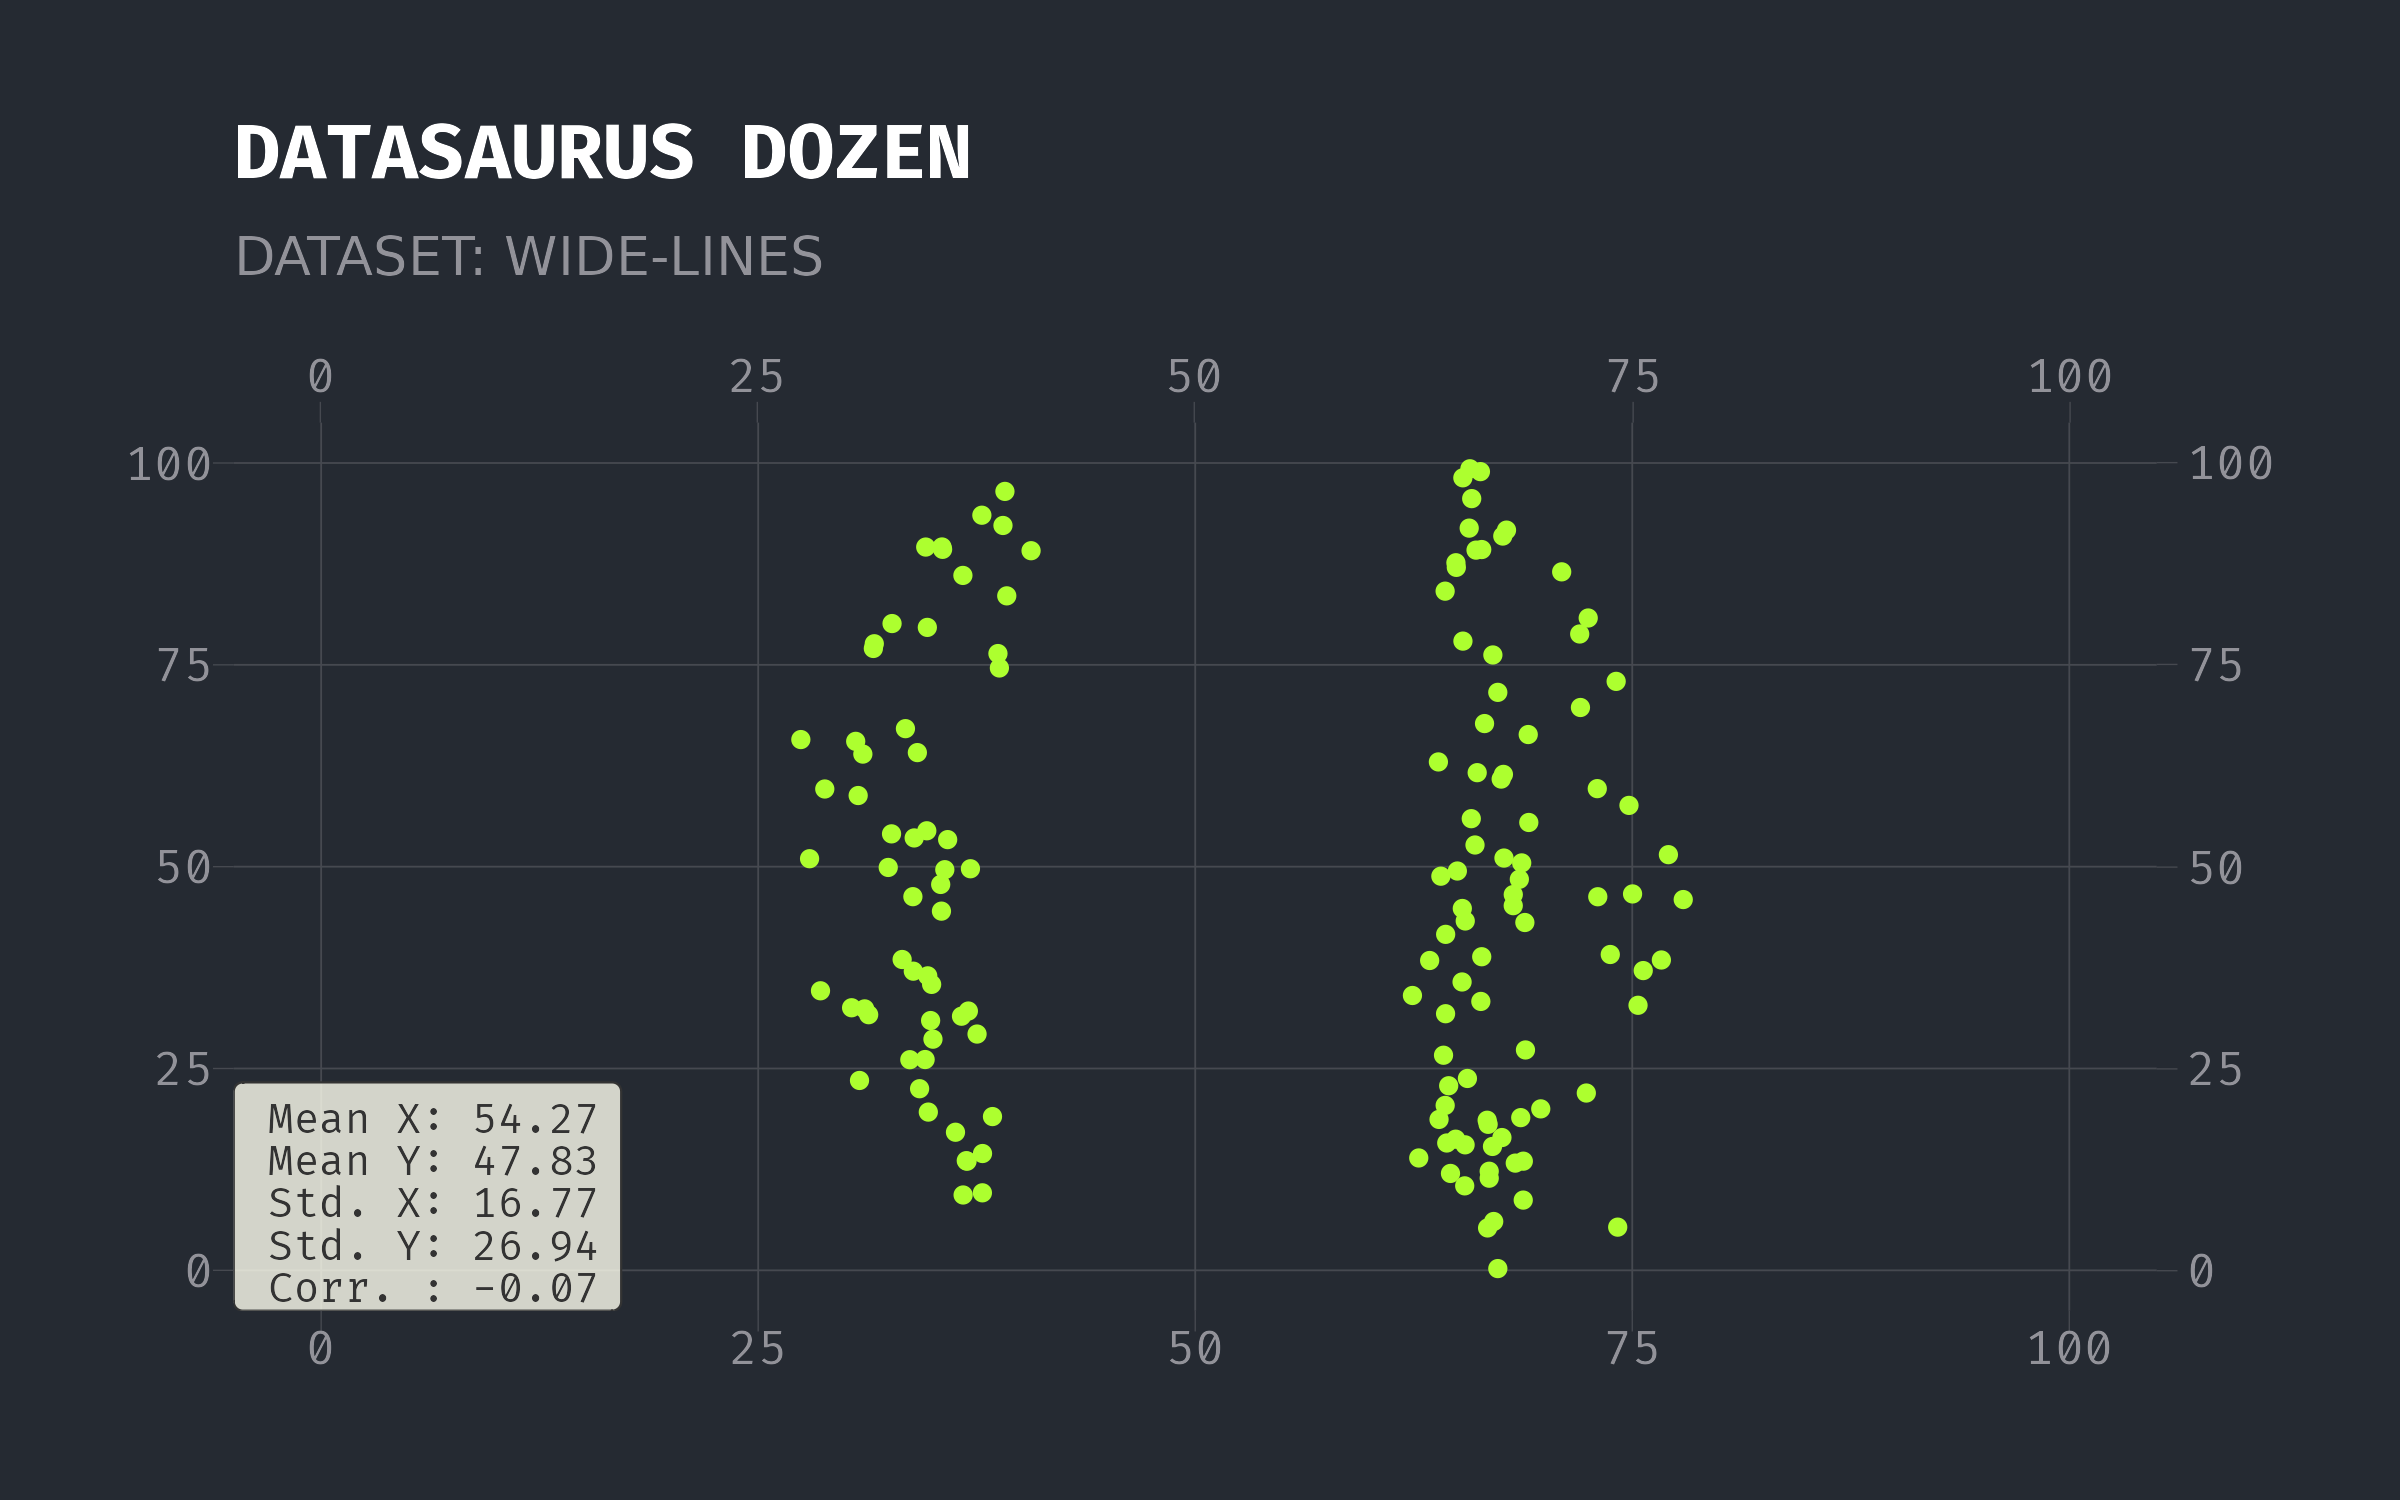 DATASAURUS DOZEN
DATASET: WIDE-LINES
0 25 50 75 100
100 100
75 75
50 50
25 25
Mean X: 54.27
Mean Y: 47.83
Std. X: 16.77
Std. Y: 26.94
0 0
Corr. : -0.07
0 25 50 75 100